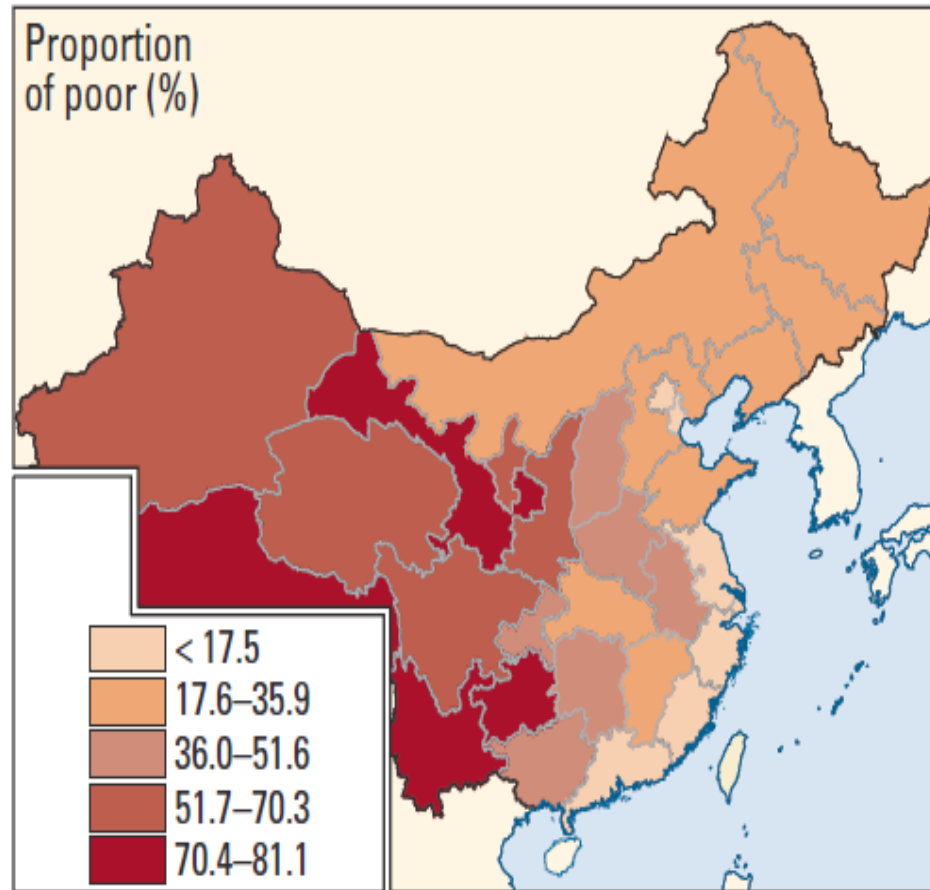 Proportion
of poor (%)
< 17.5
17.6–35.9
36.0–51.6
51.7–70.3
70.4–81.1